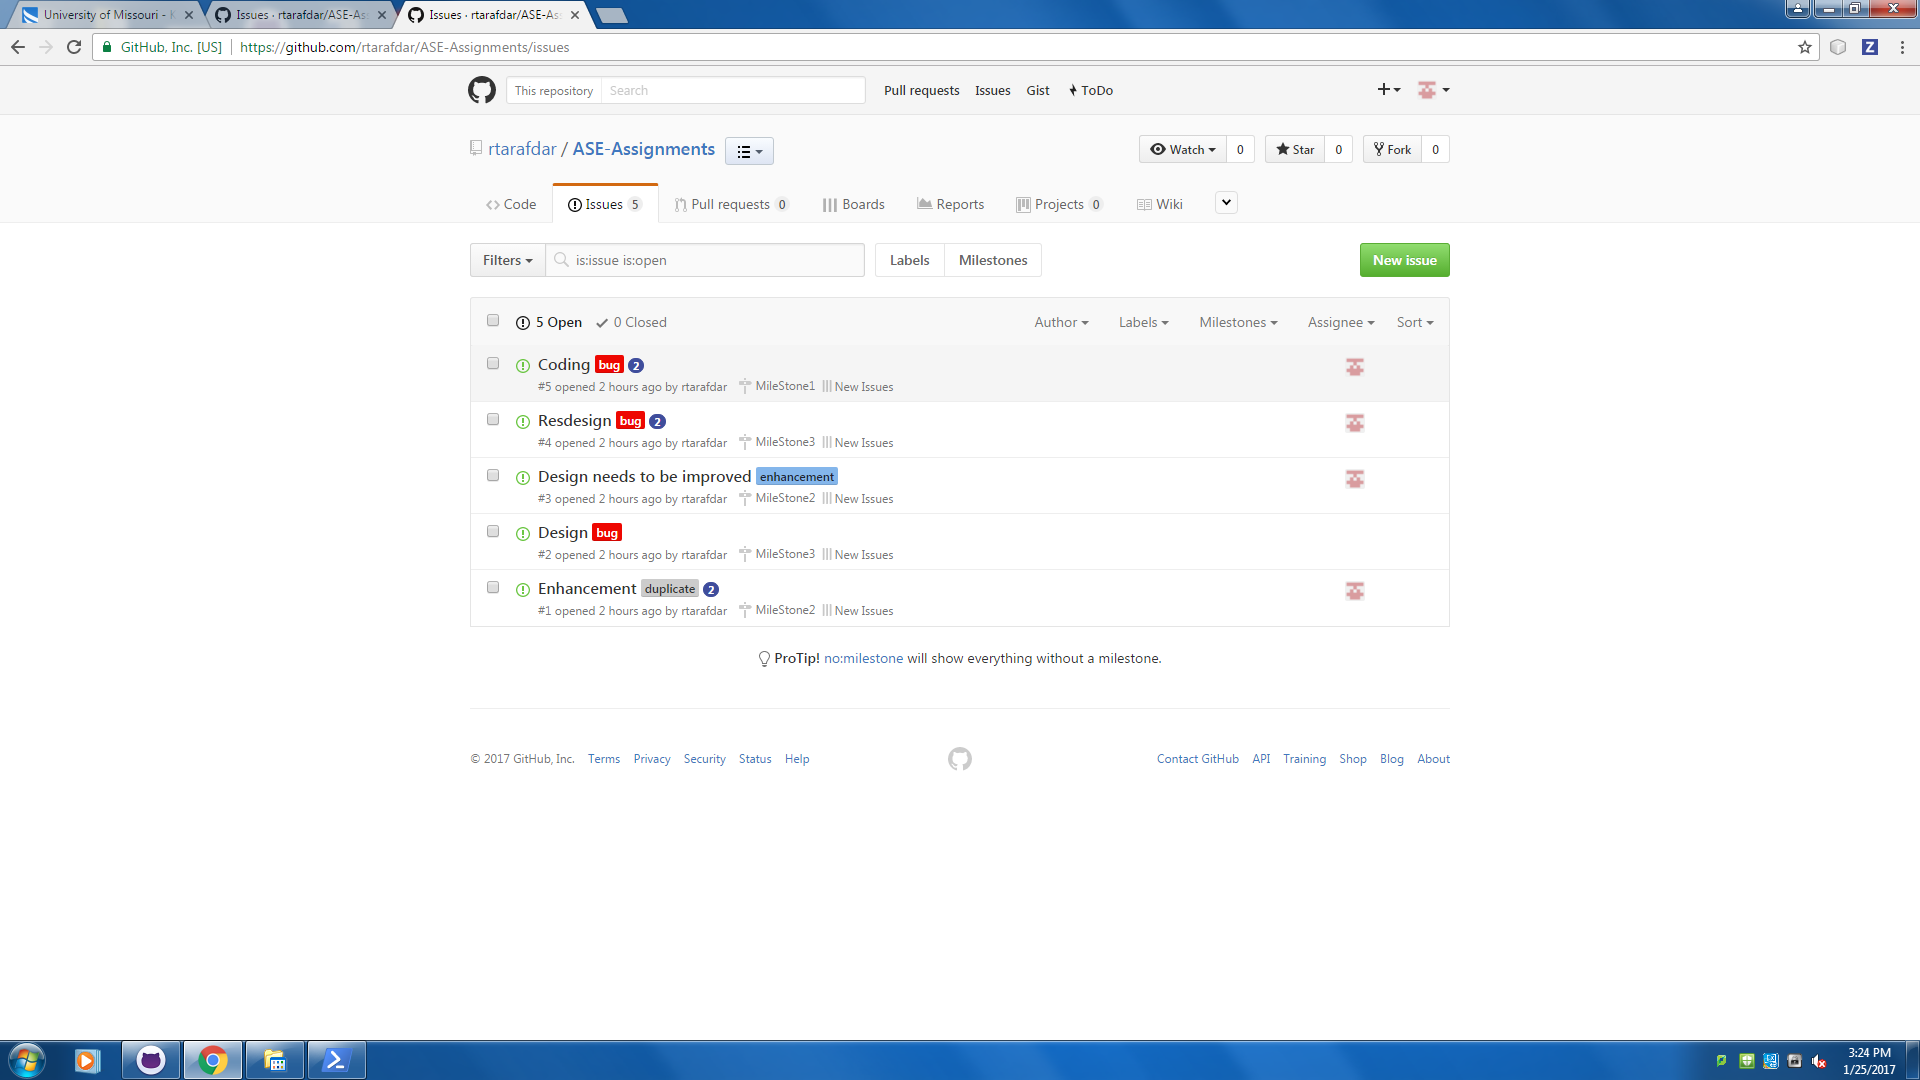 University of Missouri - K
Issues · rtarafdar/ASE-As
Issues · rtarafdar/ASE-As
GitHub, Inc. [US] https://github.com/rtarafdar/ASE-Assignments/issues
This repository Search Pull requests Issues Gist ToDo
rtarafdar / ASE-Assignments Watch 0 Star 0 Fork 0
Code Issues 5 Pull requests 0 Boards Reports Projects 0 Wiki
Filters is:issue is:open Labels Milestones New issue
5 Open 0 Closed Author Labels Milestones Assignee Sort
Coding bug 2
#5 opened 2 hours ago by rtarafdar MileStone1 New Issues
Resdesign bug 2
#4 opened 2 hours ago by rtarafdar MileStone3 New Issues
Design needs to be improved enhancement
#3 opened 2 hours ago by rtarafdar MileStone2 New Issues
Design bug
#2 opened 2 hours ago by rtarafdar MileStone3 New Issues
Enhancement duplicate 2
#1 opened 2 hours ago by rtarafdar MileStone2 New Issues
ProTip! no:milestone will show everything without a milestone.
© 2017 GitHub, Inc. Terms Privacy Security Status Help Contact GitHub API Training Shop Blog About
3:24 PM
1/25/2017